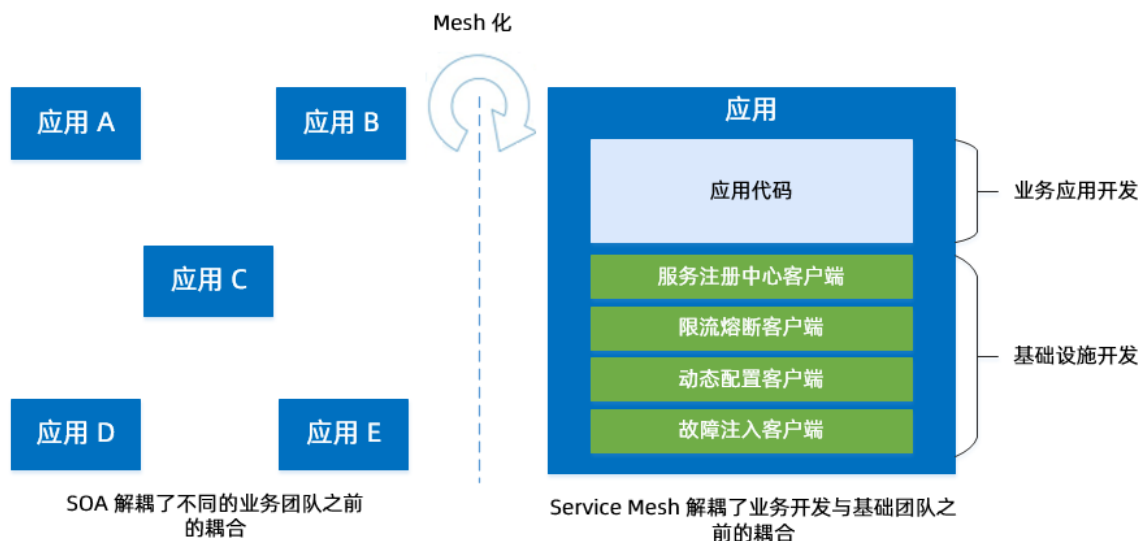 Mesh 化
应用 A
应用 B
应用 C
应用 D
应用 E
SOA 解耦了不同的业务团队之前
的耦合
应用
应用代码
服务注册中心客户端
限流熔断客户端
动态配置客户端
故障注入客户端
业务应用开发
基础设施开发
Service Mesh 解耦了业务开发与基础团队之
前的耦合